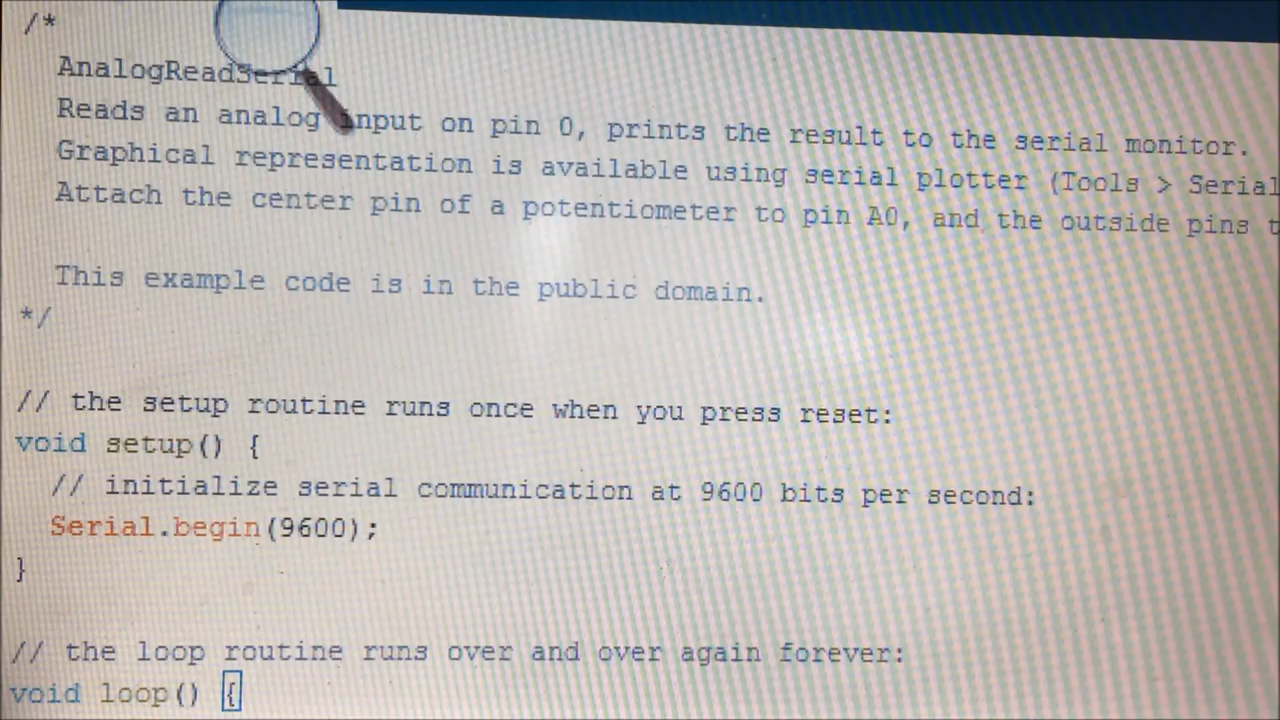 /*
AnalogReadSerial
Reads an analog input on pin 0, prints the result to the serial monitor.
Graphical representation is available using serial plotter (Tools > Serial
Attach the center pin of a potentiometer to pin A0, and the outside pins t
This example code is in the public domain.
*/
// the setup routine runs once when you press reset:
void setup() {
// initialize serial communication at 9600 bits per second:
Serial.begin(9600);
}
// the loop routine runs over and over again forever:
void loop() {